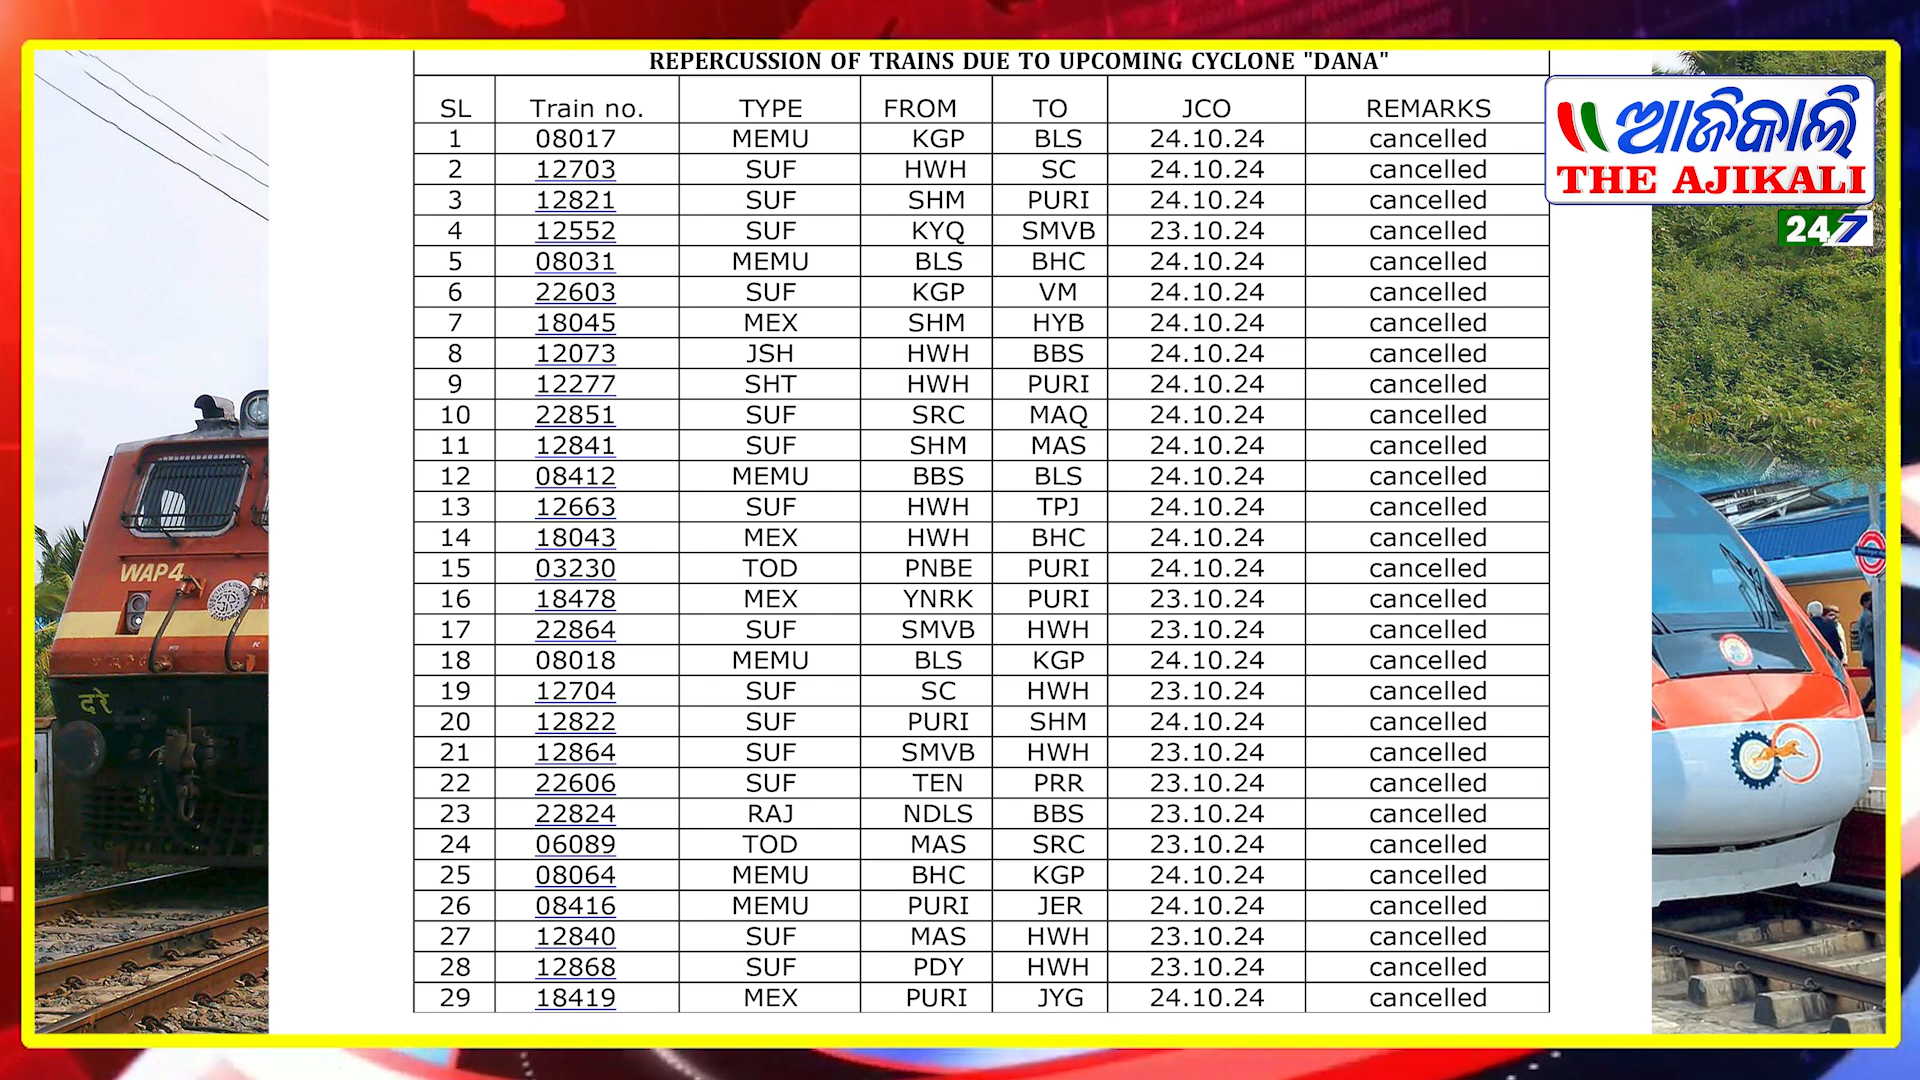 REPERCUSSION OF TRAINS DUE TO UPCOMING CYCLONE "DANA"
SL Train no. TYPE FROM TO JCO REMARKS
1 08017 MEMU KGP BLS 24.10.24 cancelled
2 12703 SUF HWH SC 24.10.24 cancelled
3 12821 SUF SHM PURI 24.10.24 cancelled
4 12552 SUF KYQ SMVB 23.10.24 cancelled
5 08031 MEMU BLS BHC 24.10.24 cancelled
6 22603 SUF KGP VM 24.10.24 cancelled
7 18045 MEX SHM HYB 24.10.24 cancelled
8 12073 JSH HWH BBS 24.10.24 cancelled
9 12277 SHT HWH PURI 24.10.24 cancelled
10 22851 SUF SRC MAQ 24.10.24 cancelled
11 12841 SUF SHM MAS 24.10.24 cancelled
12 08412 MEMU BBS BLS 24.10.24 cancelled
13 12663 SUF HWH TPJ 24.10.24 cancelled
14 18043 MEX HWH BHC 24.10.24 cancelled
15 03230 TOD PNBE PURI 24.10.24 cancelled
16 18478 MEX YNRK PURI 23.10.24 cancelled
17 22864 SUF SMVB HWH 23.10.24 cancelled
18 08018 MEMU BLS KGP 24.10.24 cancelled
19 12704 SUF SC HWH 23.10.24 cancelled
20 12822 SUF PURI SHM 24.10.24 cancelled
21 12864 SUF SMVB HWH 23.10.24 cancelled
22 22606 SUF TEN PRR 23.10.24 cancelled
23 22824 RAJ NDLS BBS 23.10.24 cancelled
24 06089 TOD MAS SRC 23.10.24 cancelled
25 08064 MEMU BHC KGP 24.10.24 cancelled
26 08416 MEMU PURI JER 24.10.24 cancelled
27 12840 SUF MAS HWH 23.10.24 cancelled
28 12868 SUF PDY HWH 23.10.24 cancelled
29 18419 MEX PURI JYG 24.10.24 cancelled
ଆଜିକାଲି
THE AJIKALI
24/7
WAP4
दरे